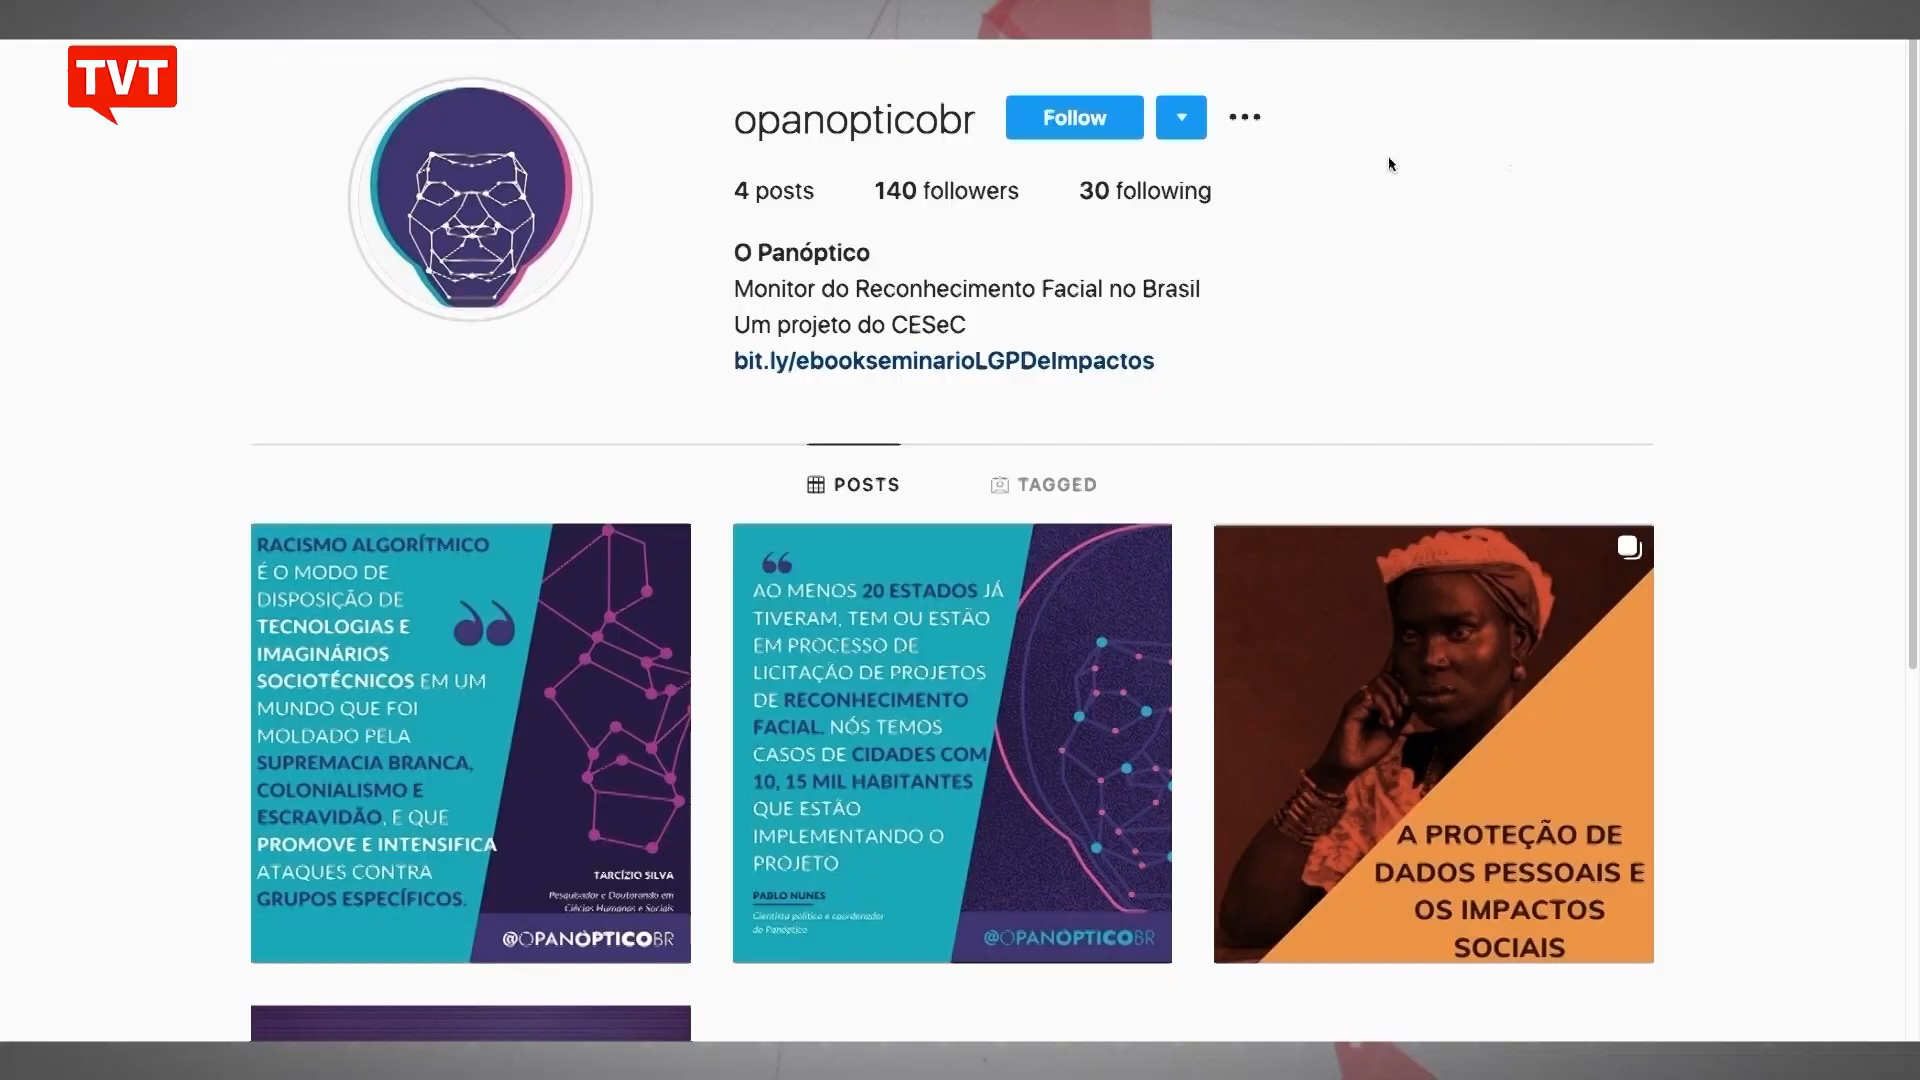 TVT
opanopticobr
Follow
4 posts
140 followers
30 following
O Panóptico
Monitor do Reconhecimento Facial no Brasil
Um projeto do CESeC
bit.ly/ebookseminarioLGPDeImpactos
POSTS
TAGGED
RACISMO ALGORÍTMICO
É O MODO DE
DISPOSIÇÃO DE
TECNOLOGIAS E
IMAGINÁRIOS
SOCIOTÉCNICOS EM UM
MUNDO QUE FOI
MOLDADO PELA
SUPREMACIA BRANCA,
COLONIALISMO E
ESCRAVIDÃO, E QUE
PROMOVE E INTENSIFICA
ATAQUES CONTRA
GRUPOS ESPECÍFICOS.
”
TARCÍZIO SILVA
Pesquisador e Doutorando em
Ciências Humanas e Sociais
@OPANÓPTICOBR
“
AO MENOS 20 ESTADOS JÁ
TIVERAM, TEM OU ESTÃO
EM PROCESSO DE
LICITAÇÃO DE PROJETOS
DE RECONHECIMENTO
FACIAL. NÓS TEMOS
CASOS DE CIDADES COM
10, 15 MIL HABITANTES
QUE ESTÃO
IMPLEMENTANDO O
PROJETO
PABLO NUNES
Cientista político e coordenador
do Panóptico
@OPANÓPTICOBR
A PROTEÇÃO DE
DADOS PESSOAIS E
OS IMPACTOS
SOCIAIS